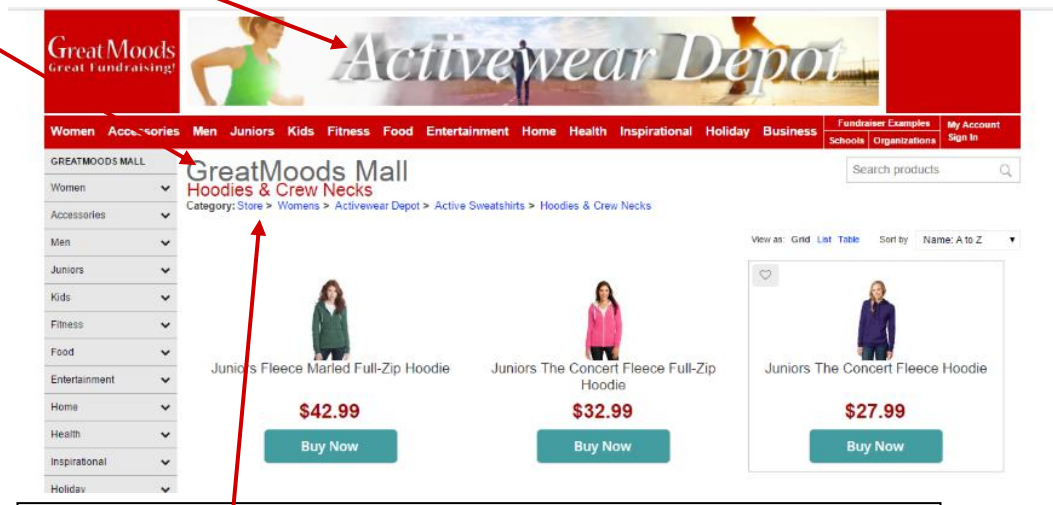 GreatMoods
Great Fundraising!
Activewear Depot
Women Accessories Men Juniors Kids Fitness Food Entertainment Home Health Inspirational Holiday Business
Fundraiser Examples
Schools Organizations
My Account
Sign In
GREATMOODS MALL
Women
Accessories
Men
Juniors
Kids
Fitness
Food
Entertainment
Home
Health
Inspirational
Holiday
GreatMoods Mall
Hoodies & Crew Necks
Category: Store > Womens > Activewear Depot > Active Sweatshirts > Hoodies & Crew Necks
Search products
View as: Grid List Table Sort by Name: A to Z
Juniors Fleece Marled Full-Zip Hoodie
$42.99
Buy Now
Juniors The Concert Fleece Full-Zip
Hoodie
$32.99
Buy Now
Juniors The Concert Fleece Hoodie
$27.99
Buy Now